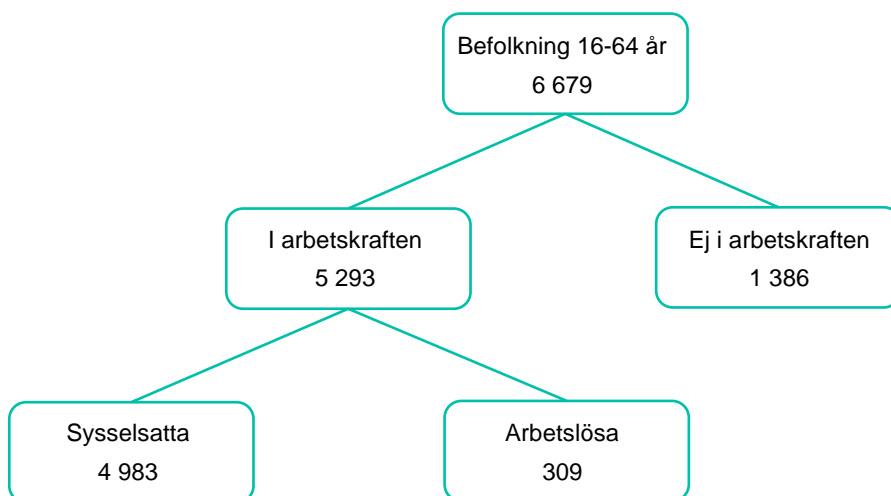 Befolkning 16-64 år
6 679
I arbetskraften
5 293
Ej i arbetskraften
1 386
Sysselsatta
4 983
Arbetslösa
309